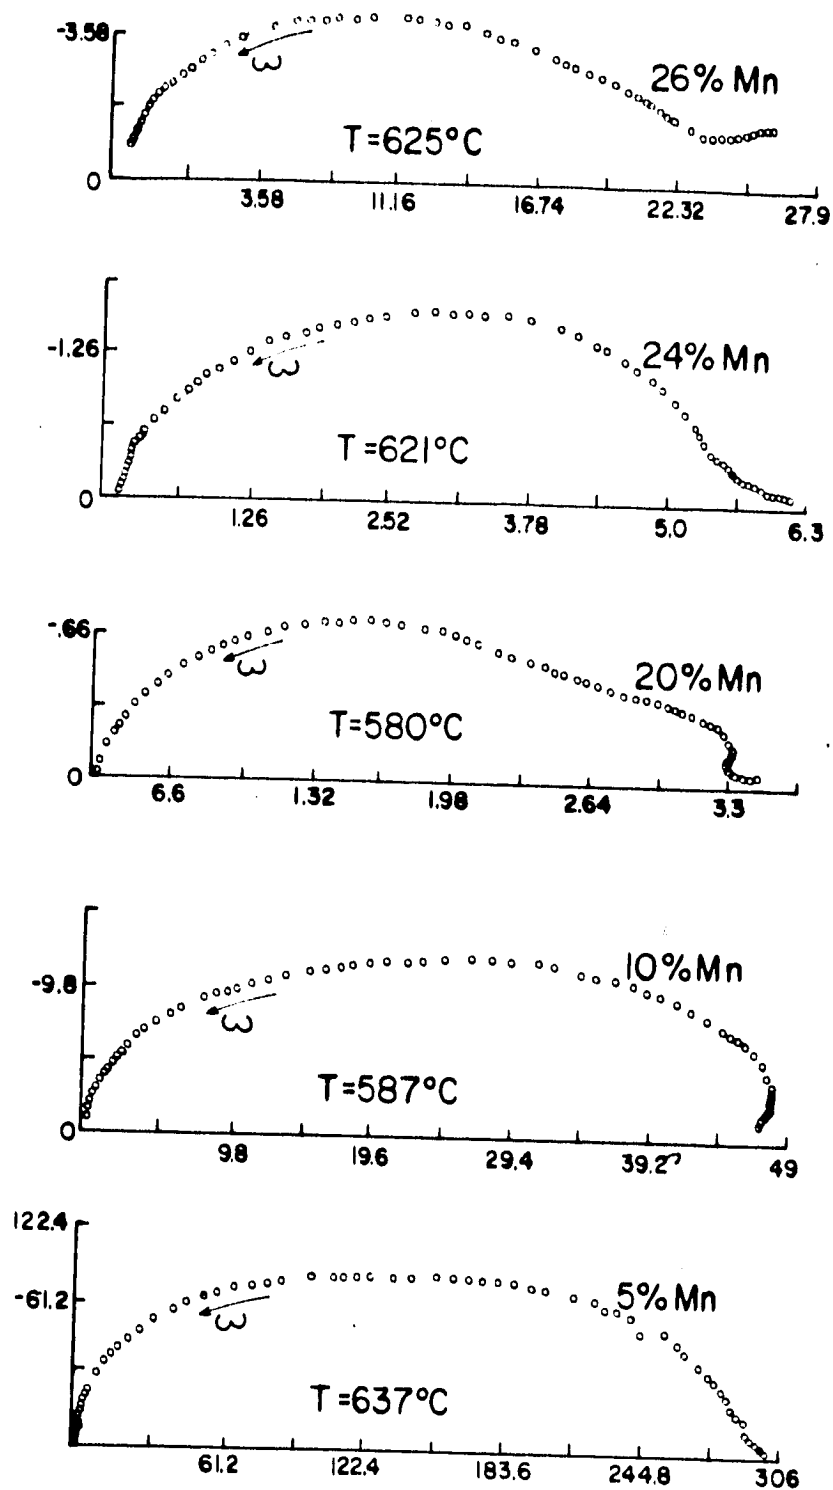 -3.58
26% Mn
ω
T=625°C
0
3.58 11.16 16.74 22.32 27.9
-1.26
24% Mn
ω
T=621°C
0
1.26 2.52 3.78 5.0 6.3
-.66
20% Mn
ω
T=580°C
0
6.6 1.32 1.98 2.64 3.3
10% Mn
-9.8
ω
T=587°C
0
9.8 19.6 29.4 39.2 49
122.4
-61.2
5% Mn
ω
T=637°C
61.2 122.4 183.6 244.8 306